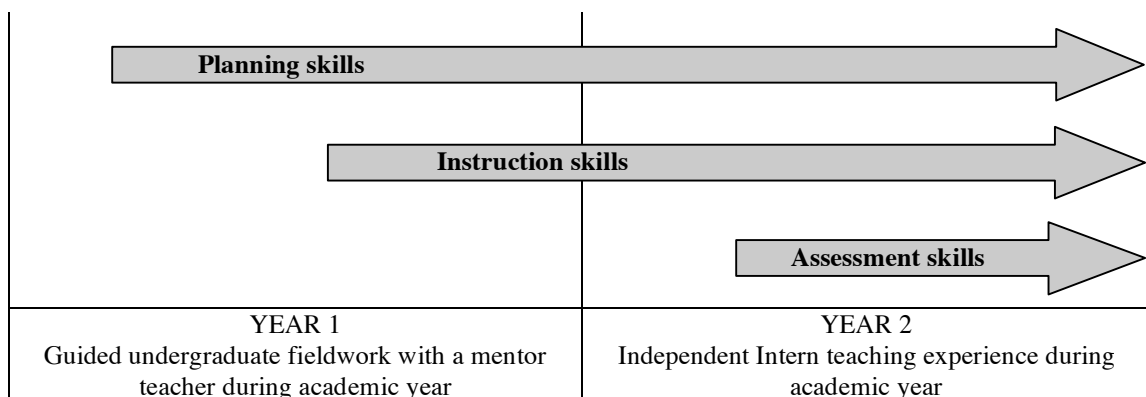 Planning skills
Instruction skills
Assessment skills
YEAR 1
Guided undergraduate fieldwork with a mentor
teacher during academic year
YEAR 2
Independent Intern teaching experience during
academic year